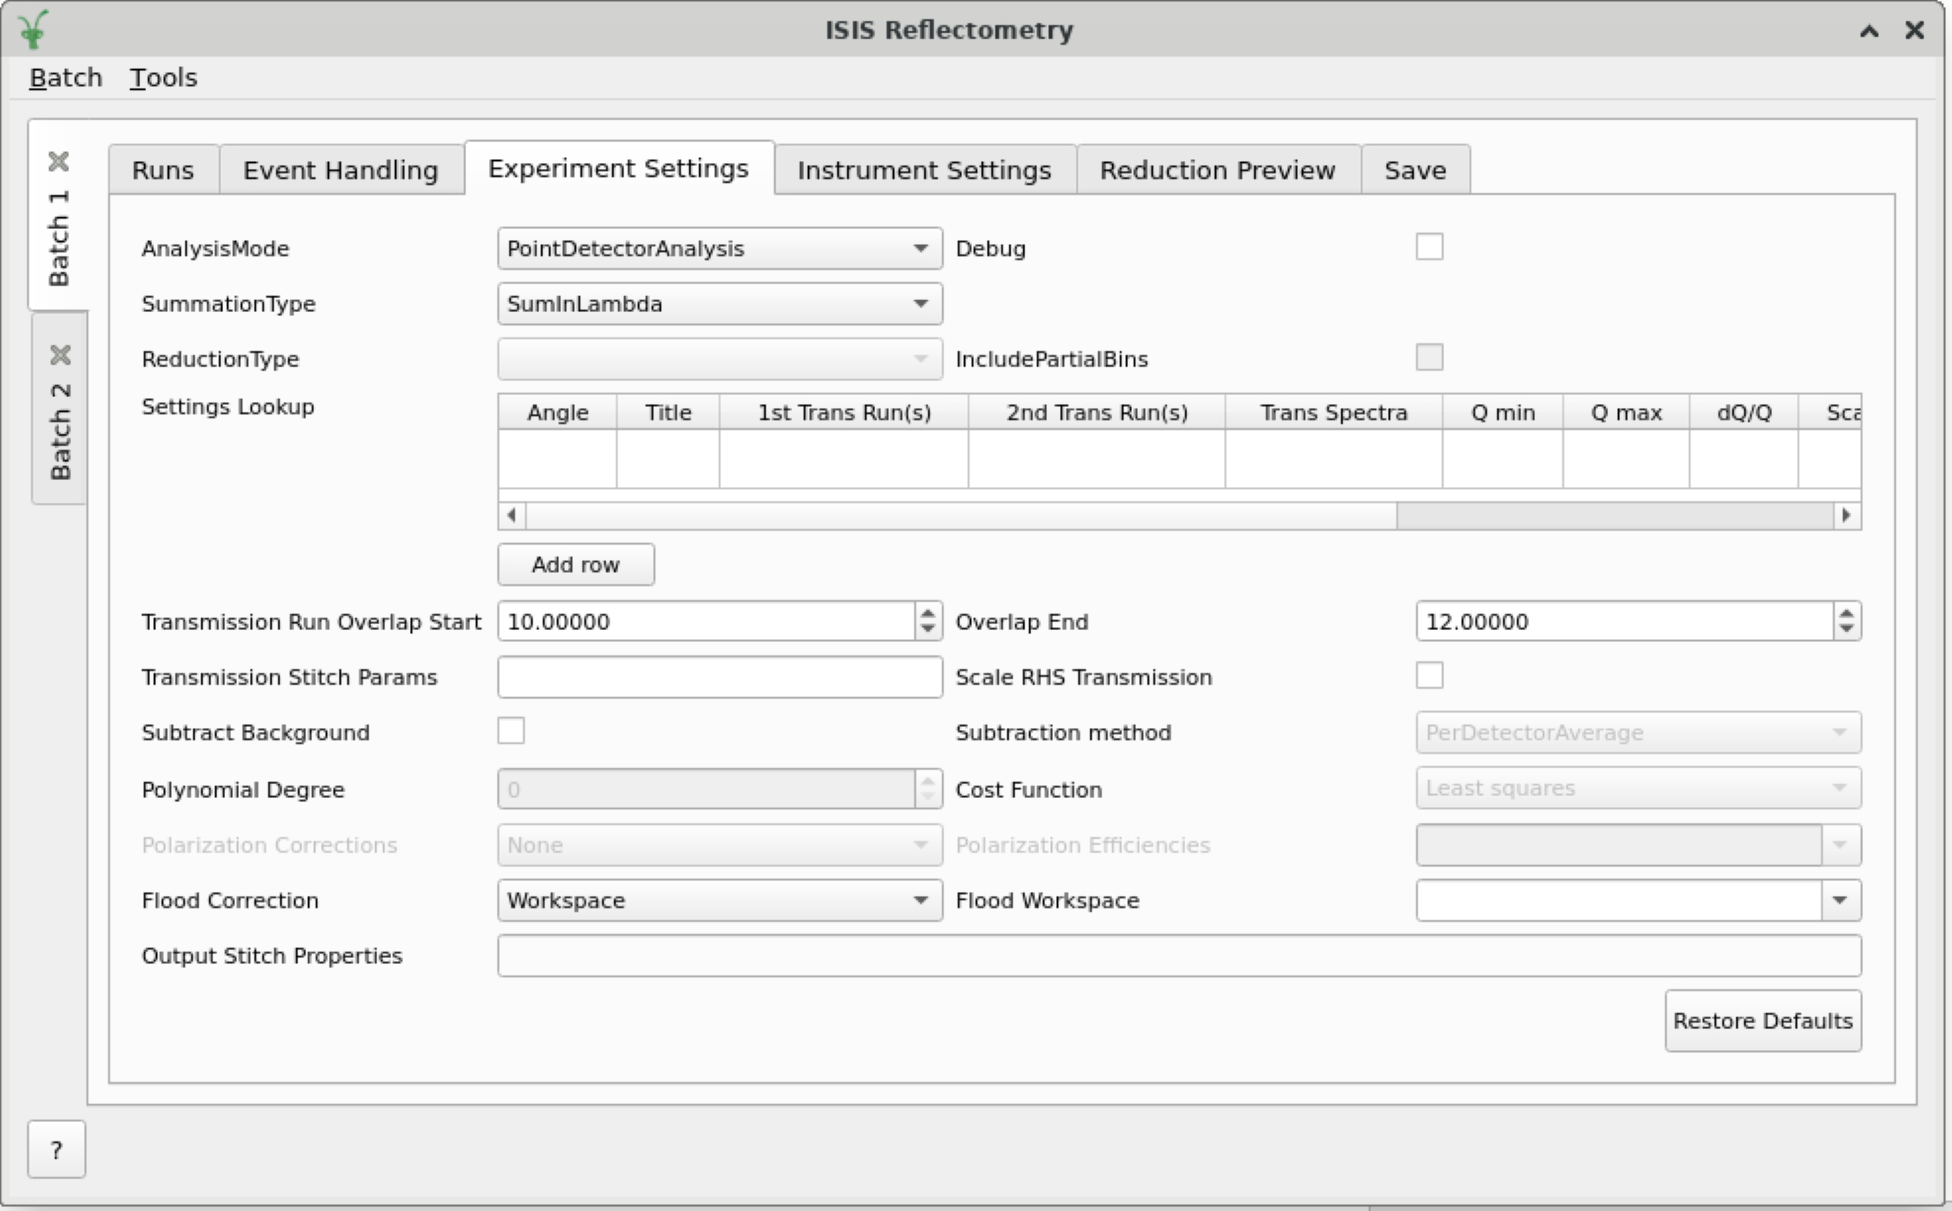 ISIS Reflectometry
Batch Tools
Batch 1
Batch 2
Runs Event Handling Experiment Settings Instrument Settings Reduction Preview Save
AnalysisMode PointDetectorAnalysis Debug
SummationType SumInLambda
ReductionType IncludePartialBins
Settings Lookup Angle Title 1st Trans Run(s) 2nd Trans Run(s) Trans Spectra Q min Q max dQ/Q Sca
Add row
Transmission Run Overlap Start 10.00000 Overlap End 12.00000
Transmission Stitch Params Scale RHS Transmission
Subtract Background Subtraction method PerDetectorAverage
Polynomial Degree 0 Cost Function Least squares
Polarization Corrections None Polarization Efficiencies
Flood Correction Workspace Flood Workspace
Output Stitch Properties
Restore Defaults
?